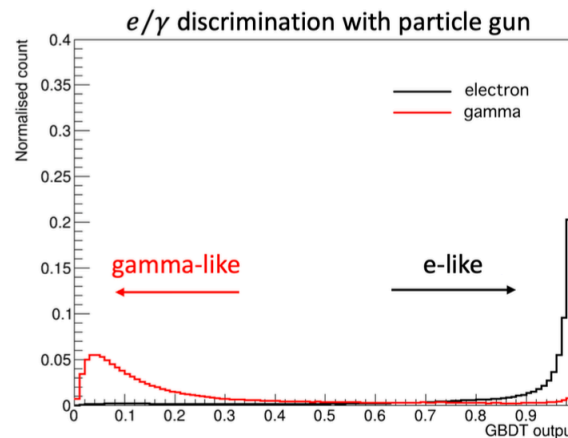 e/γ discrimination with particle gun
Normalised count
0.4
0.35
0.3
0.25
0.2
0.15
0.1
0.05
0
electron
gamma
gamma-like
e-like
0 0.1 0.2 0.3 0.4 0.5 0.6 0.7 0.8 0.9
GBDT outpu